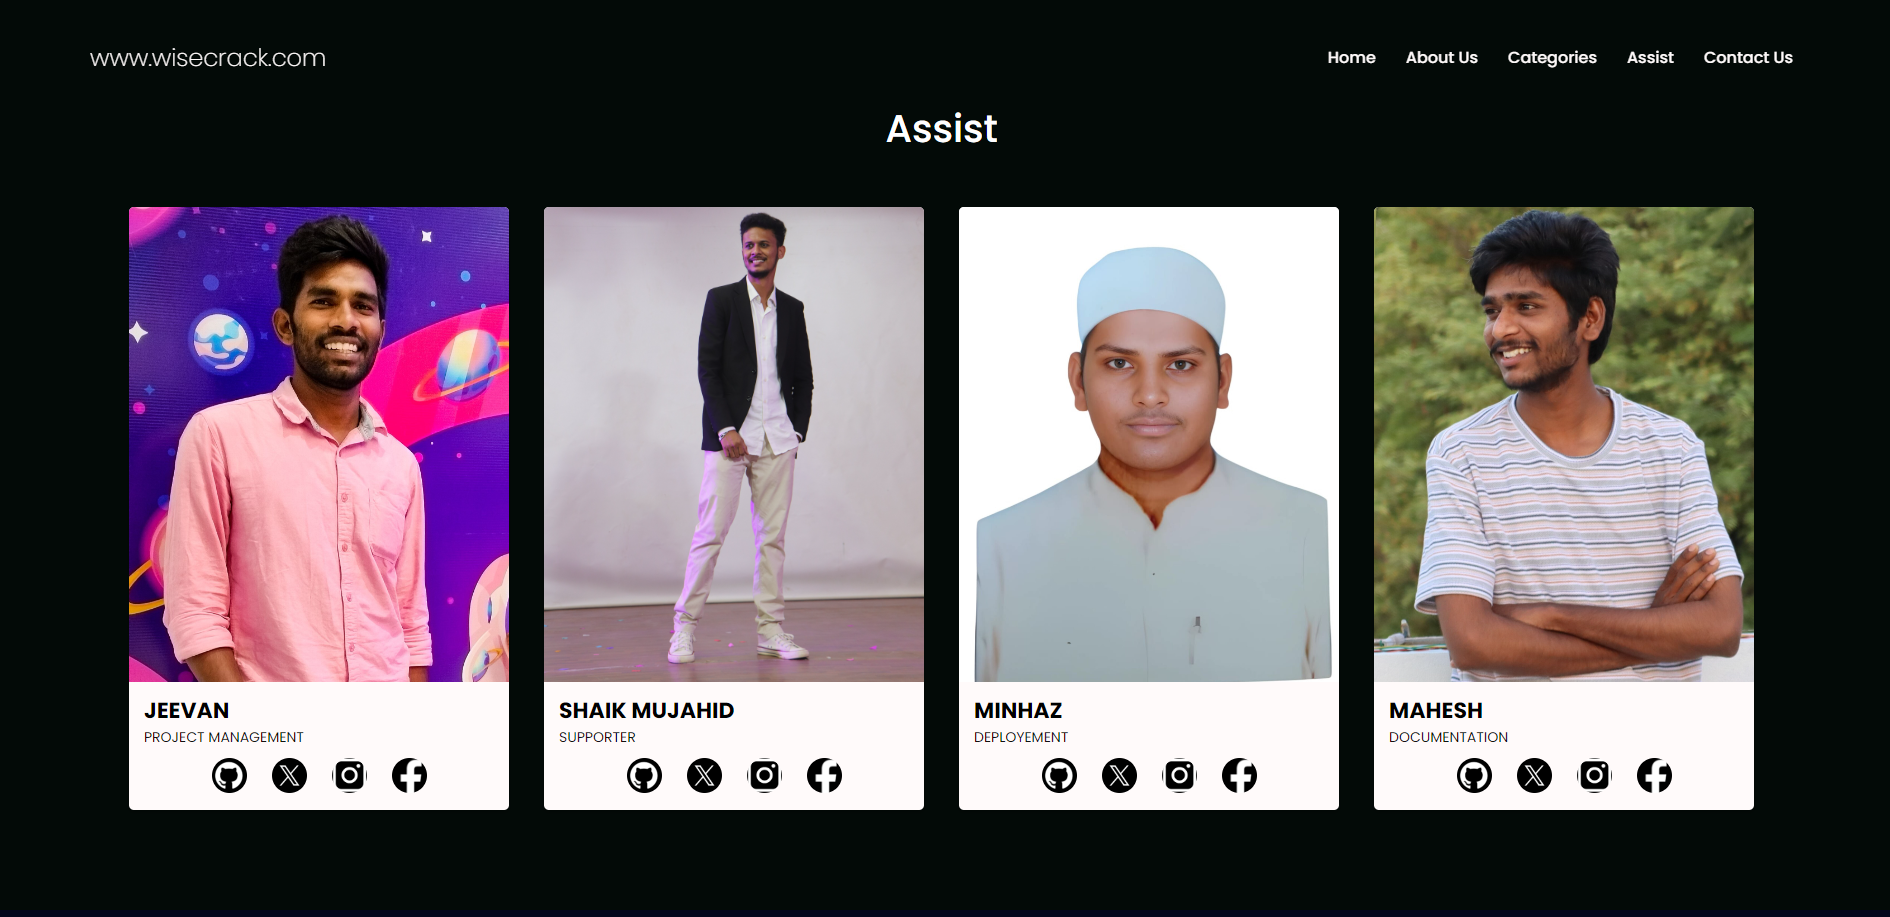 www.wisecrack.com
Home About Us Categories Assist Contact Us
Assist
JEEVAN
PROJECT MANAGEMENT
SHAIK MUJAHID
SUPPORTER
MINHAZ
DEPLOYEMENT
MAHESH
DOCUMENTATION